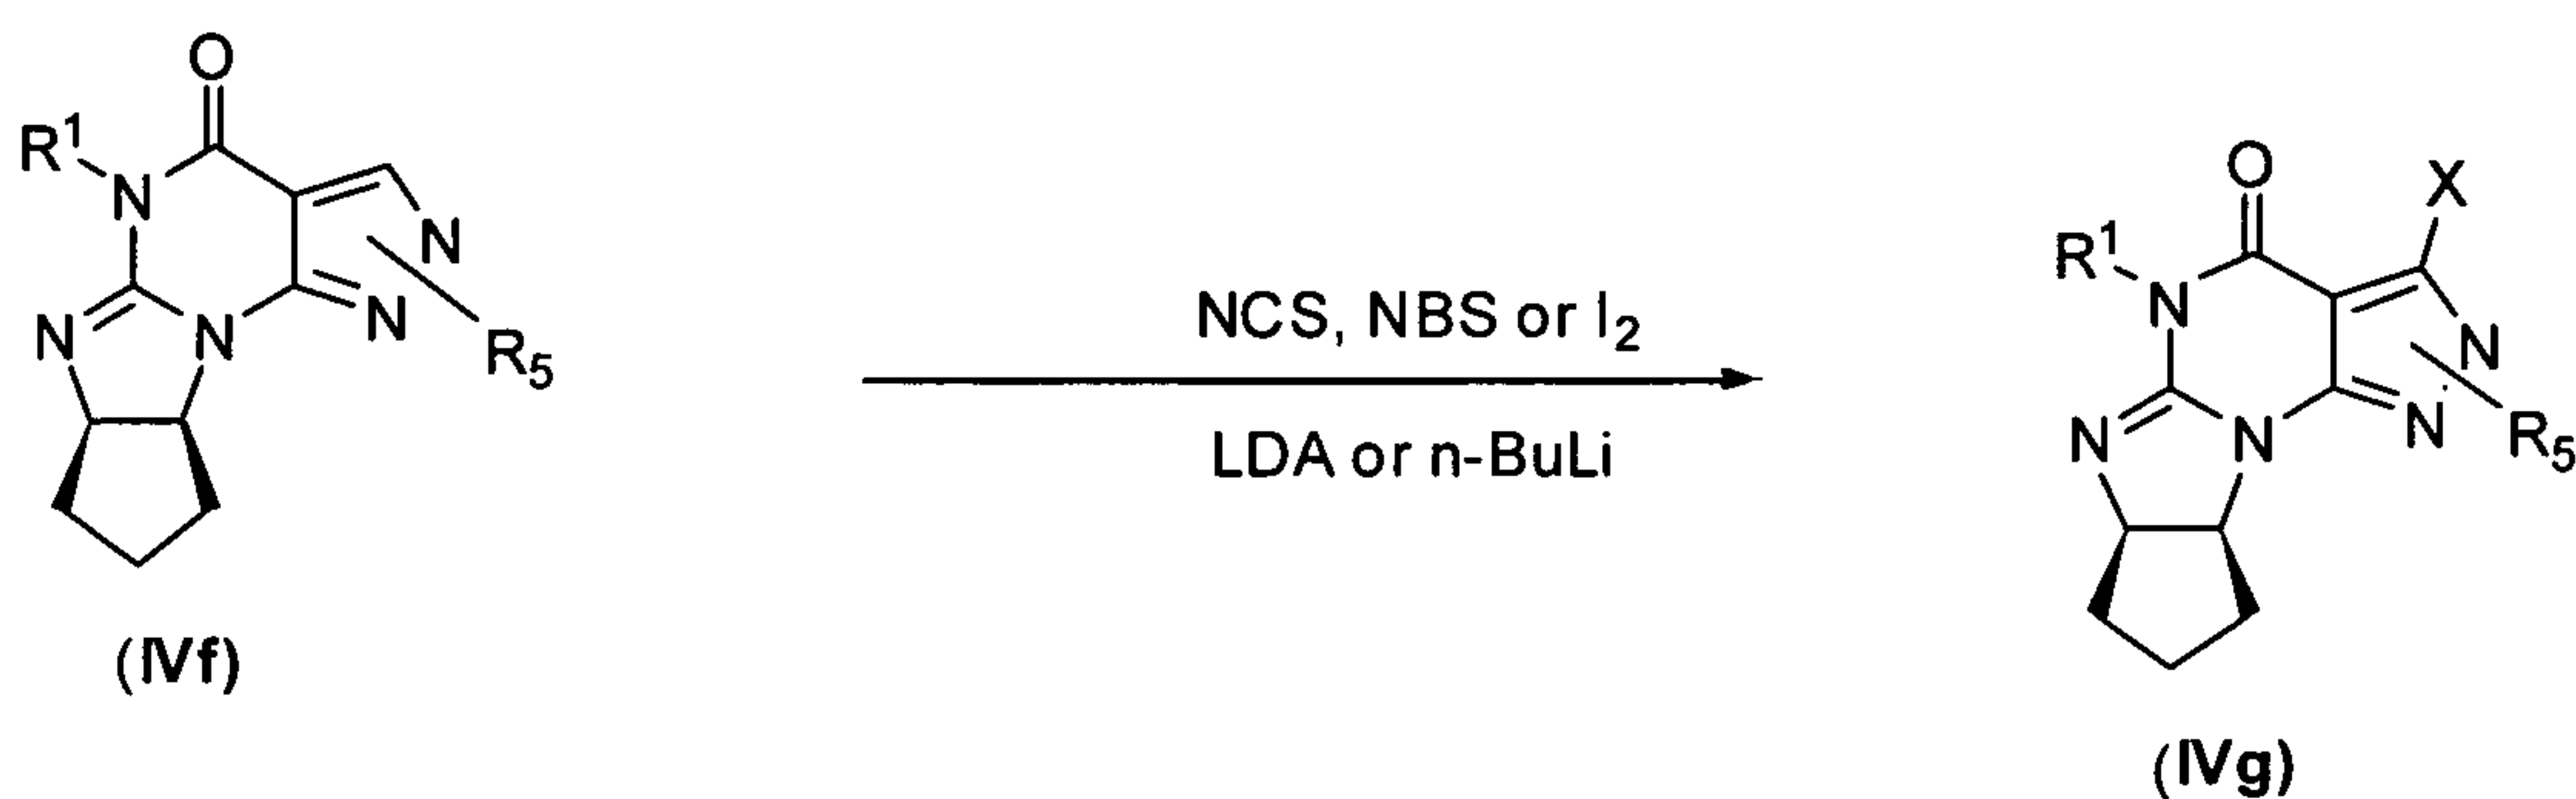 O
R¹
N
N
N
N
N
R₅
(IVf)
NCS, NBS or I₂
LDA or n-BuLi
O
X
R¹
N
N
N
N
N
R₅
(IVg)